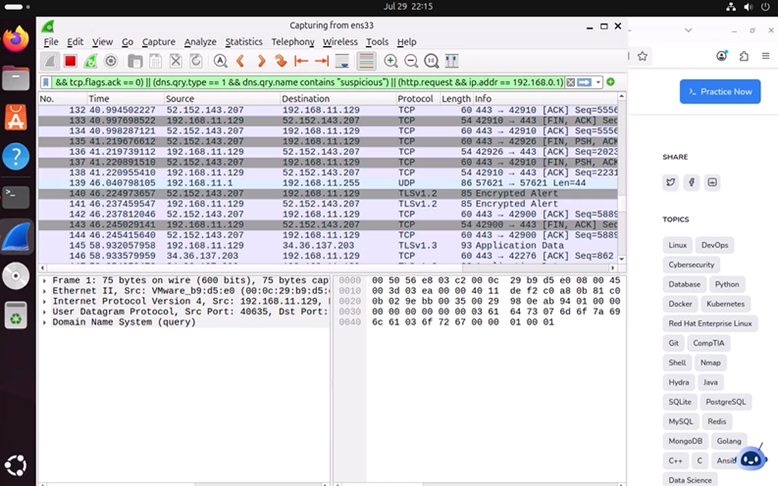 Jul 29 22:15
Capturing from ens33
File Edit View Go Capture Analyze Statistics Telephony Wireless Tools Help
&& tcp.flags.ack == 0) || (dns.qry.type == 1 && dns.qry.name contains "suspicious") || (http.request && ip.addr == 192.168.0.1)
No. Time Source Destination Protocol Length Info
132 40.994502227 52.152.143.207 192.168.11.129 TCP 60 443 → 42910 [ACK] Seq=5556
133 40.997698522 192.168.11.129 52.152.143.207 TCP 54 42910 → 443 [FIN, ACK] Seq
134 40.998287121 52.152.143.207 192.168.11.129 TCP 60 443 → 42910 [ACK] Seq=5556
135 41.219676612 192.168.11.129 52.152.143.207 TCP 54 42926 → 443 [FIN, PSH, AC
136 41.219739112 192.168.11.129 52.152.143.207 TCP 54 42926 → 443 [ACK] Seq=2023
137 41.220891510 192.168.11.129 52.152.143.207 TCP 54 42910 → 443 [FIN, PSH, ACK
138 41.220955410 192.168.11.129 52.152.143.207 TCP 54 42910 → 443 [ACK] Seq=2231
139 46.040798105 192.168.11.1 192.168.11.255 UDP 86 57621 → 57621 Len=44
140 46.224973657 52.152.143.207 192.168.11.129 TLSv1.2 85 Encrypted Alert
141 46.237459547 192.168.11.129 52.152.143.207 TLSv1.2 85 Encrypted Alert
142 46.237812046 52.152.143.207 192.168.11.129 TCP 60 443 → 42900 [ACK] Seq=5889
143 46.245029141 192.168.11.129 52.152.143.207 TCP 54 42900 → 443 [FIN, ACK] Seq
144 46.245415640 52.152.143.207 192.168.11.129 TCP 60 443 → 42900 [ACK] Seq=5889
145 58.932057958 192.168.11.129 34.36.137.203 TLSv1.3 93 Application Data
146 58.933579559 34.36.137.203 192.168.11.129 TCP 60 443 → 42276 [ACK] Seq=862
Frame 1: 75 bytes on wire (600 bits), 75 bytes cap
Ethernet II, Src: VMware_b9:d5:e0 (00:0c:29:b9:d5:
Internet Protocol Version 4, Src: 192.168.11.129,
User Datagram Protocol, Src Port: 40635, Dst Port:
Domain Name System (query)
0000 00 50 56 e8 03 c2 00 0c 29 b9 d5 e0 08 00 45
0010 00 3d 03 ea 00 00 40 11 de f2 c0 a8 0b 81 c0
0020 0b 02 9e bb 00 35 00 29 98 0e ab 94 01 00 00
0030 00 00 00 00 00 00 03 61 64 73 07 6d 6f 7a 69
0040 6c 61 03 6f 72 67 00 00 01 00 01
Practice Now
SHARE
TOPICS
Linux DevOps
Cybersecurity
Database Python
Docker Kubernetes
Red Hat Enterprise Linux
Git CompTIA
Shell Nmap
Hydra Java
SQLite PostgreSQL
MySQL Redis
MongoDB Golang
C++ C Ansib
Data Science